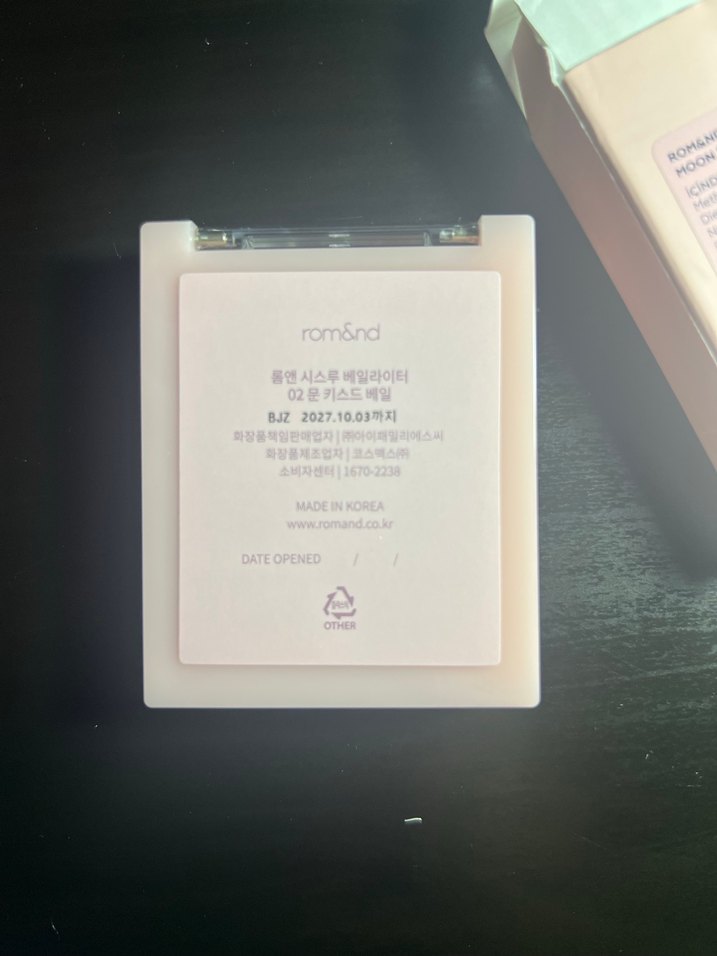 rom&nd
롬앤 시스루 베일라이터
02 문 키스드 베일
BJZ 2027.10.03까지
화장품책임판매업자 | ㈜아이패밀리에스씨
화장품제조업자 | 코스맥스㈜
소비자센터 | 1670-2238
MADE IN KOREA
www.romand.co.kr
DATE OPENED / /
OTHER
MOON
İÇİND